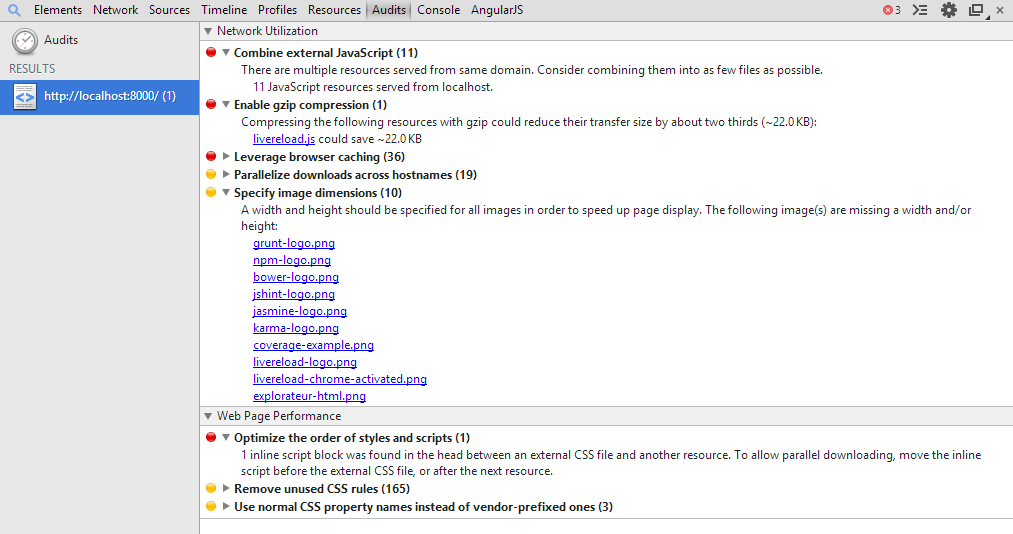 Elements Network Sources Timeline Profiles Resources Audits Console AngularJS 3
Audits
RESULTS
http://localhost:8000/ (1)
Network Utilization
Combine external JavaScript (11)
There are multiple resources served from same domain. Consider combining them into as few files as possible.
11 JavaScript resources served from localhost.
Enable gzip compression (1)
Compressing the following resources with gzip could reduce their transfer size by about two thirds (~22.0 KB):
livereload.js could save ~22.0 KB
Leverage browser caching (36)
Parallelize downloads across hostnames (19)
Specify image dimensions (10)
A width and height should be specified for all images in order to speed up page display. The following image(s) are missing a width and/or
height:
grunt-logo.png
npm-logo.png
bower-logo.png
jshint-logo.png
jasmine-logo.png
karma-logo.png
coverage-example.png
livereload-logo.png
livereload-chrome-activated.png
explorateur-html.png
Web Page Performance
Optimize the order of styles and scripts (1)
1 inline script block was found in the head between an external CSS file and another resource. To allow parallel downloading, move the inline
script before the external CSS file, or after the next resource.
Remove unused CSS rules (165)
Use normal CSS property names instead of vendor-prefixed ones (3)